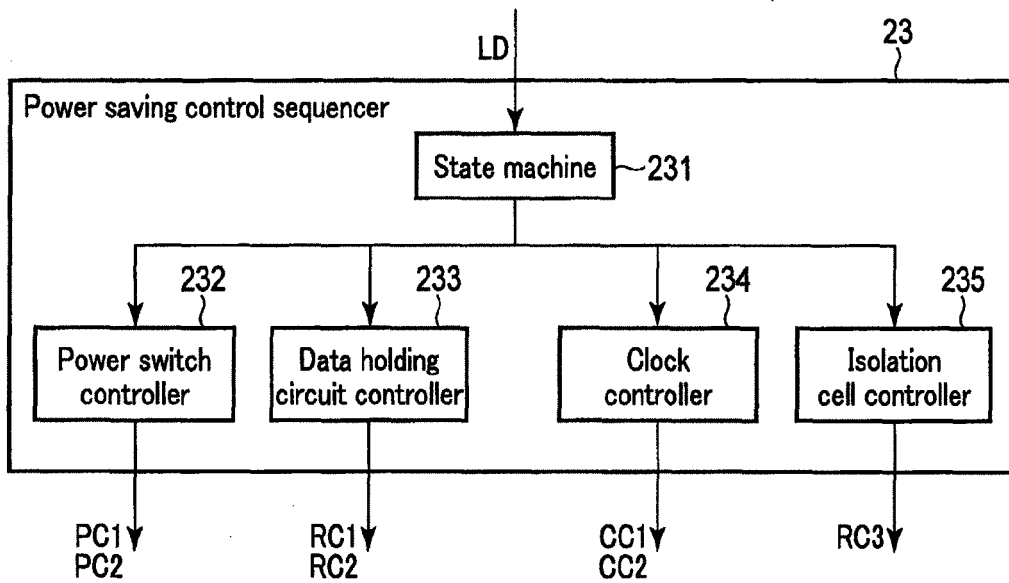 LD
23
Power saving control sequencer
State machine
231
232
233
234
235
Power switch
controller
Data holding
circuit controller
Clock
controller
Isolation
cell controller
PC1
PC2
RC1
RC2
CC1
CC2
RC3